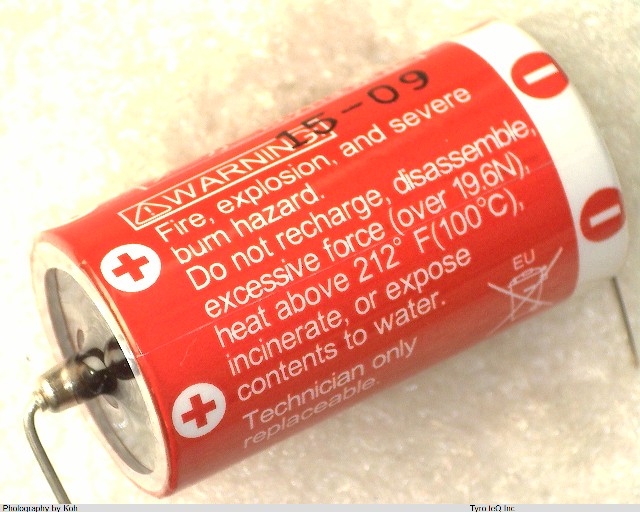 15-09
WARNING
Fire, explosion, and severe
burn hazard.
Do not recharge, disassemble,
excessive force (over 19.6N),
heat above 212° F(100°C),
incinerate, or expose
contents to water.
Technician only
replaceable.
EU
Photography by Koh
Tyro teQ Inc